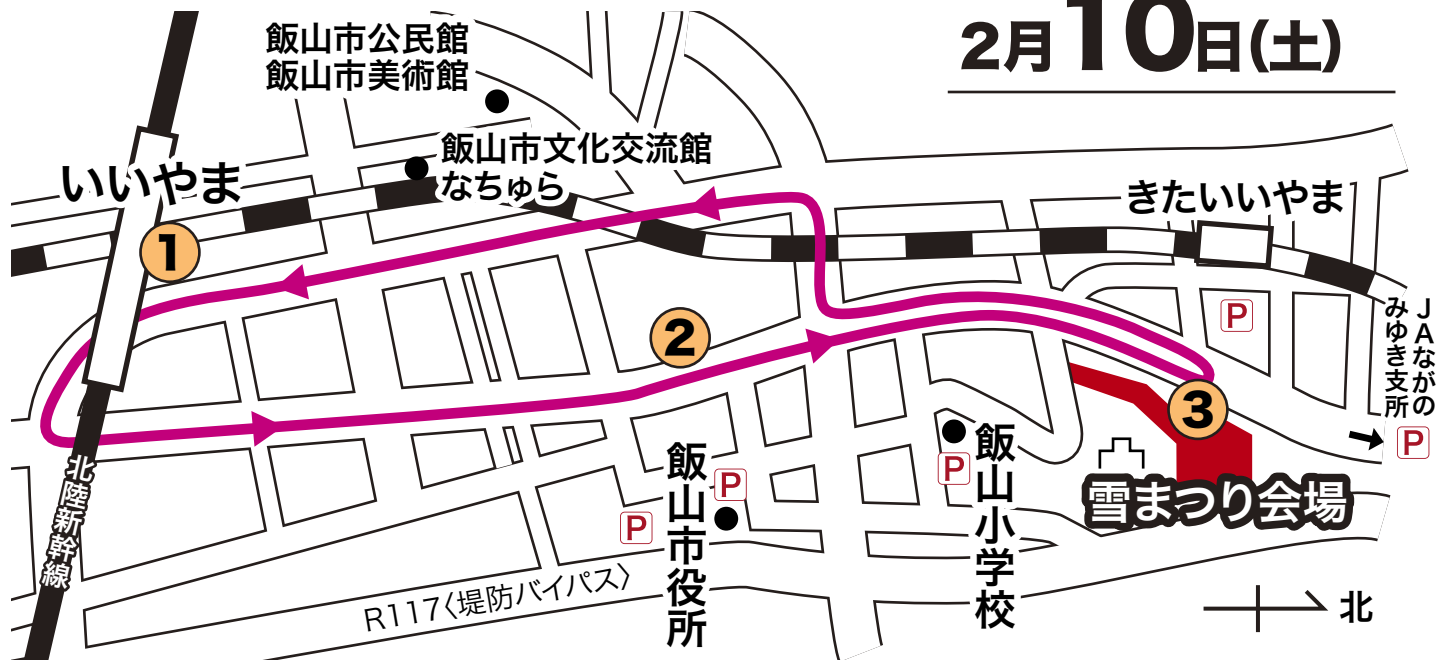 2月10日(土)
飯山市公民館
飯山市美術館
飯山市文化交流館
なちゅら
いいやま
きたいいやま
1
2
3
P
JAながの
みゆき支所
P
飯山小学校
P
飯山市役所
P
P
雪まつり会場
北陸新幹線
R117〈堤防バイパス〉
北